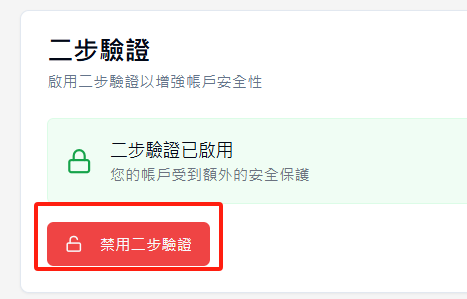 二步驗證
啟用二步驗證以增強帳戶安全性
二步驗證已啟用
您的帳戶受到額外的安全保護
禁用二步驗證